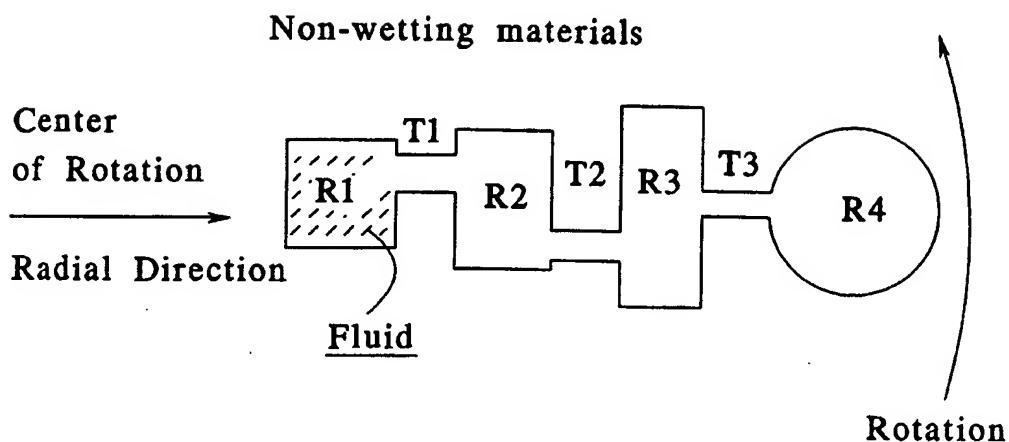 Non-wetting materials
Center
of Rotation
Radial Direction
R1
T1
R2
T2
R3
T3
R4
Fluid
Rotation